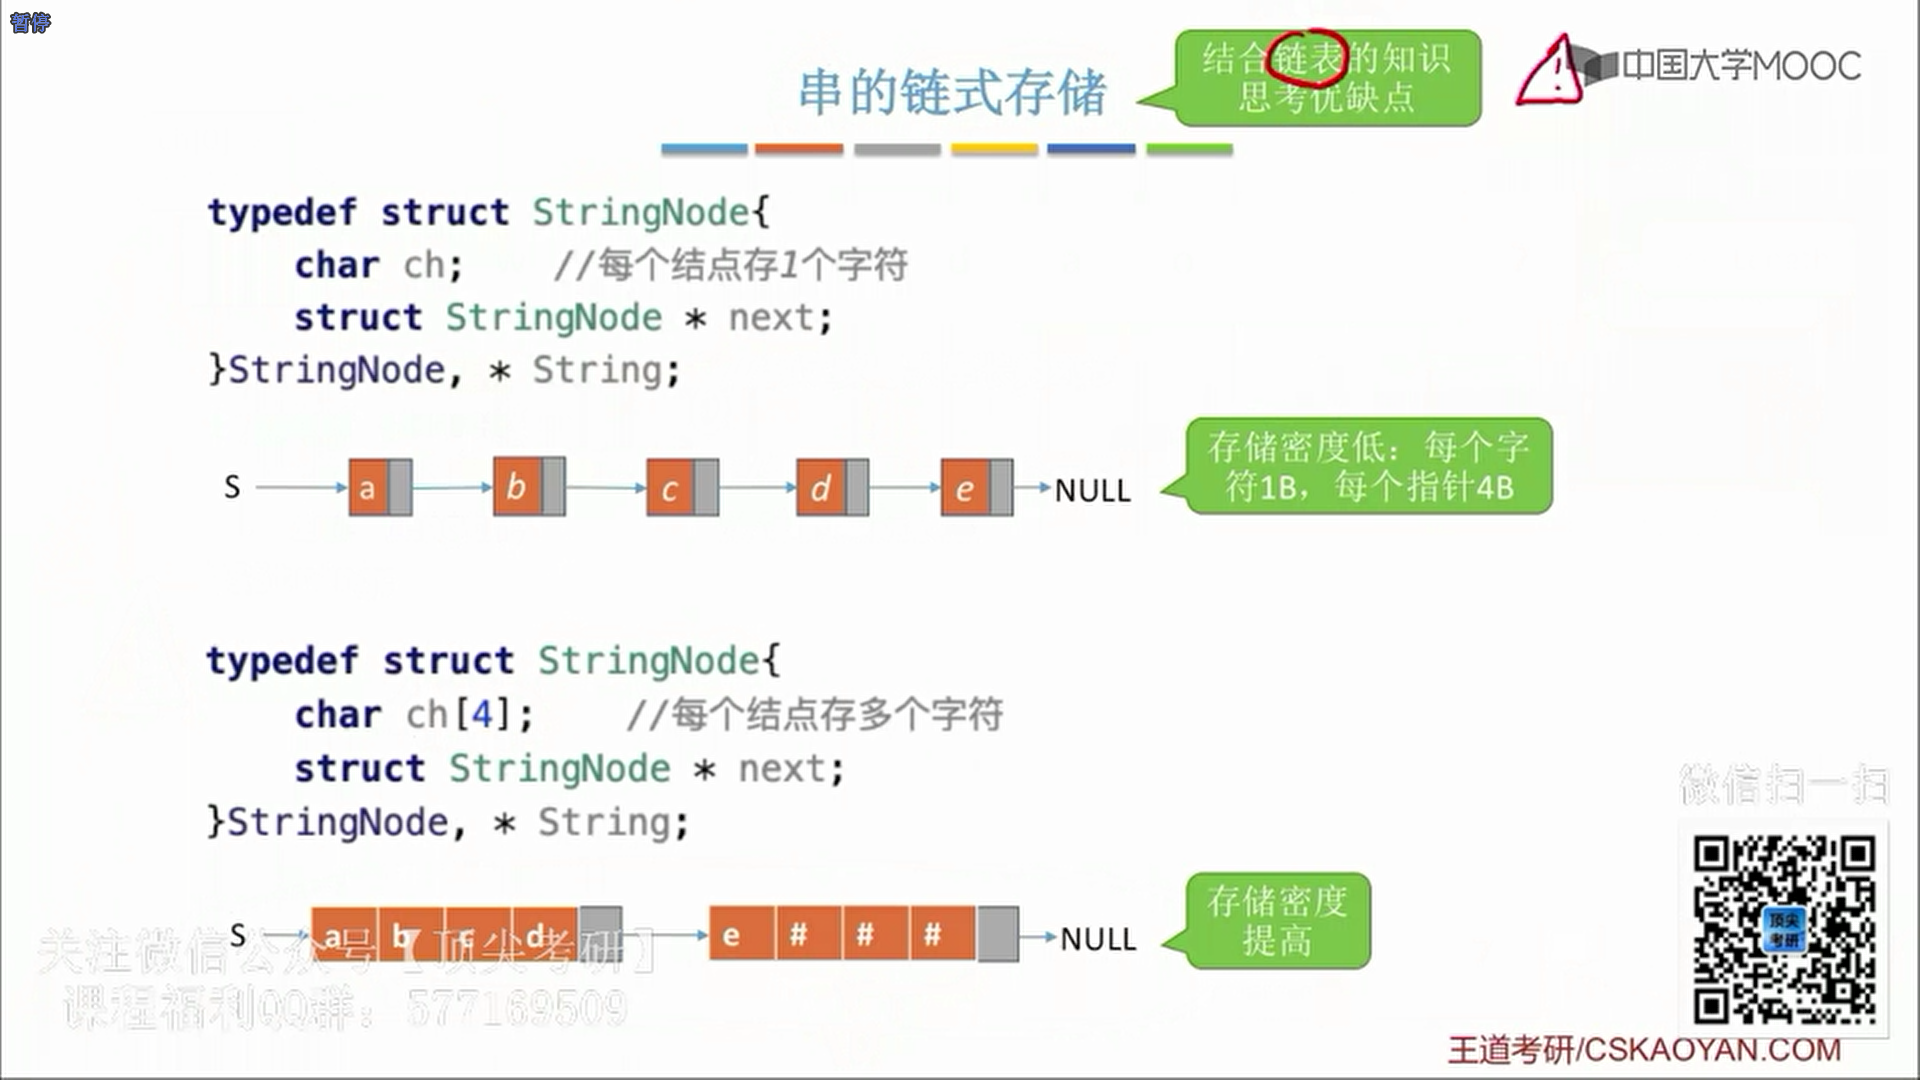 暂停
串的链式存储
结合链表的知识
思考优缺点
中国大学MOOC
typedef struct StringNode{
char ch; //每个结点存1个字符
struct StringNode * next;
}StringNode, * String;
S a b c d e NULL
存储密度低：每个字
符1B，每个指针4B
typedef struct StringNode{
char ch[4]; //每个结点存多个字符
struct StringNode * next;
}StringNode, * String;
S a b c d e # # # NULL
存储密度
提高
关注微信公众号【顶尖考研】
课程福利QQ群：577169509
微信扫一扫
顶尖
考研
王道考研/CSKAOYAN.COM